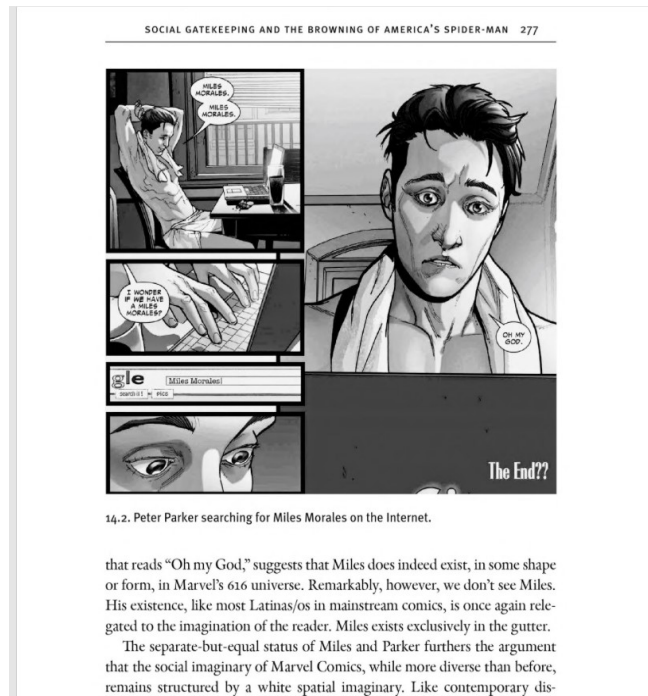 SOCIAL GATEKEEPING AND THE BROWNING OF AMERICA'S SPIDER-MAN 277
MILES
MORALES.
MILES
MORALES.
I WONDER
IF WE HAVE
A MILES
MORALES?
gle Miles Morales
search it pics
OH MY
GOD.
The End??
14.2. Peter Parker searching for Miles Morales on the Internet.
that reads “Oh my God,” suggests that Miles does indeed exist, in some shape
or form, in Marvel's 616 universe. Remarkably, however, we don't see Miles.
His existence, like most Latinas/os in mainstream comics, is once again rele-
gated to the imagination of the reader. Miles exists exclusively in the gutter.
The separate-but-equal status of Miles and Parker furthers the argument
that the social imaginary of Marvel Comics, while more diverse than before,
remains structured by a white spatial imaginary. Like contemporary dis-